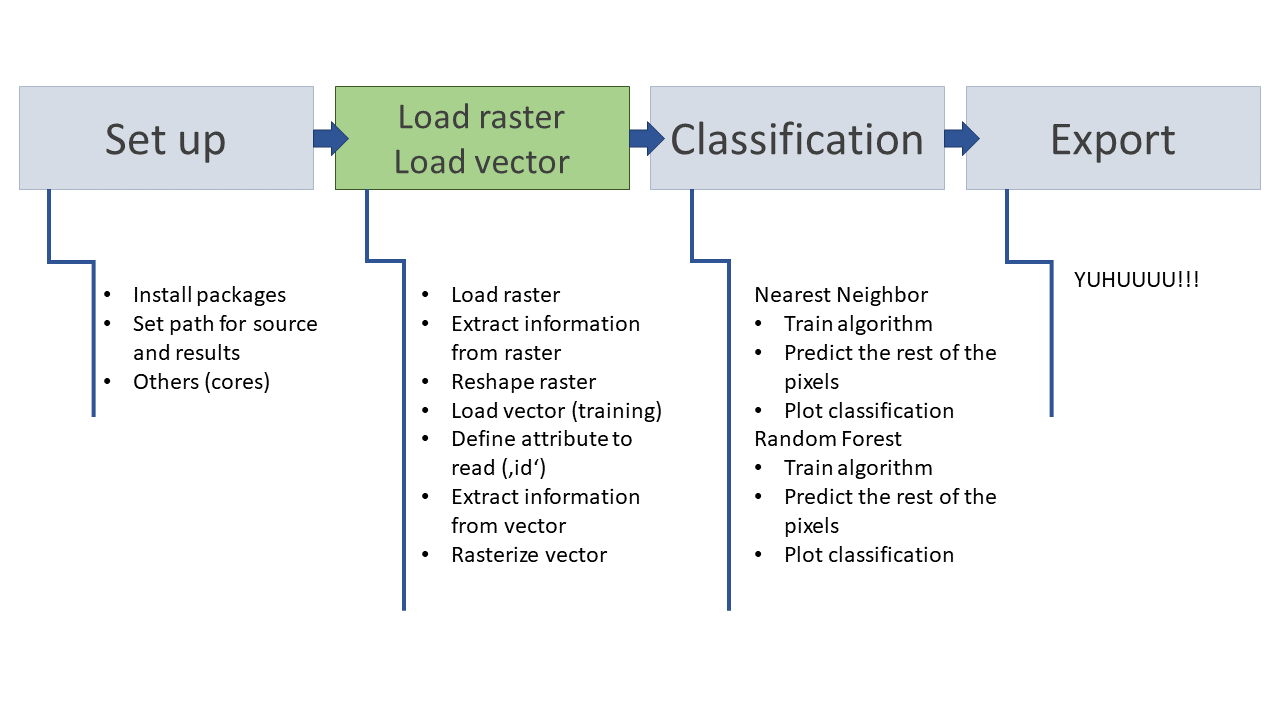 Set up
Load raster
Load vector
Classification
Export
• Install packages
• Set path for source
and results
• Others (cores)
• Load raster
• Extract information
from raster
• Reshape raster
• Load vector (training)
• Define attribute to
read (‚id‘)
• Extract information
from vector
• Rasterize vector
Nearest Neighbor
• Train algorithm
• Predict the rest of the
pixels
• Plot classification
Random Forest
• Train algorithm
• Predict the rest of the
pixels
• Plot classification
YUHUUUU!!!